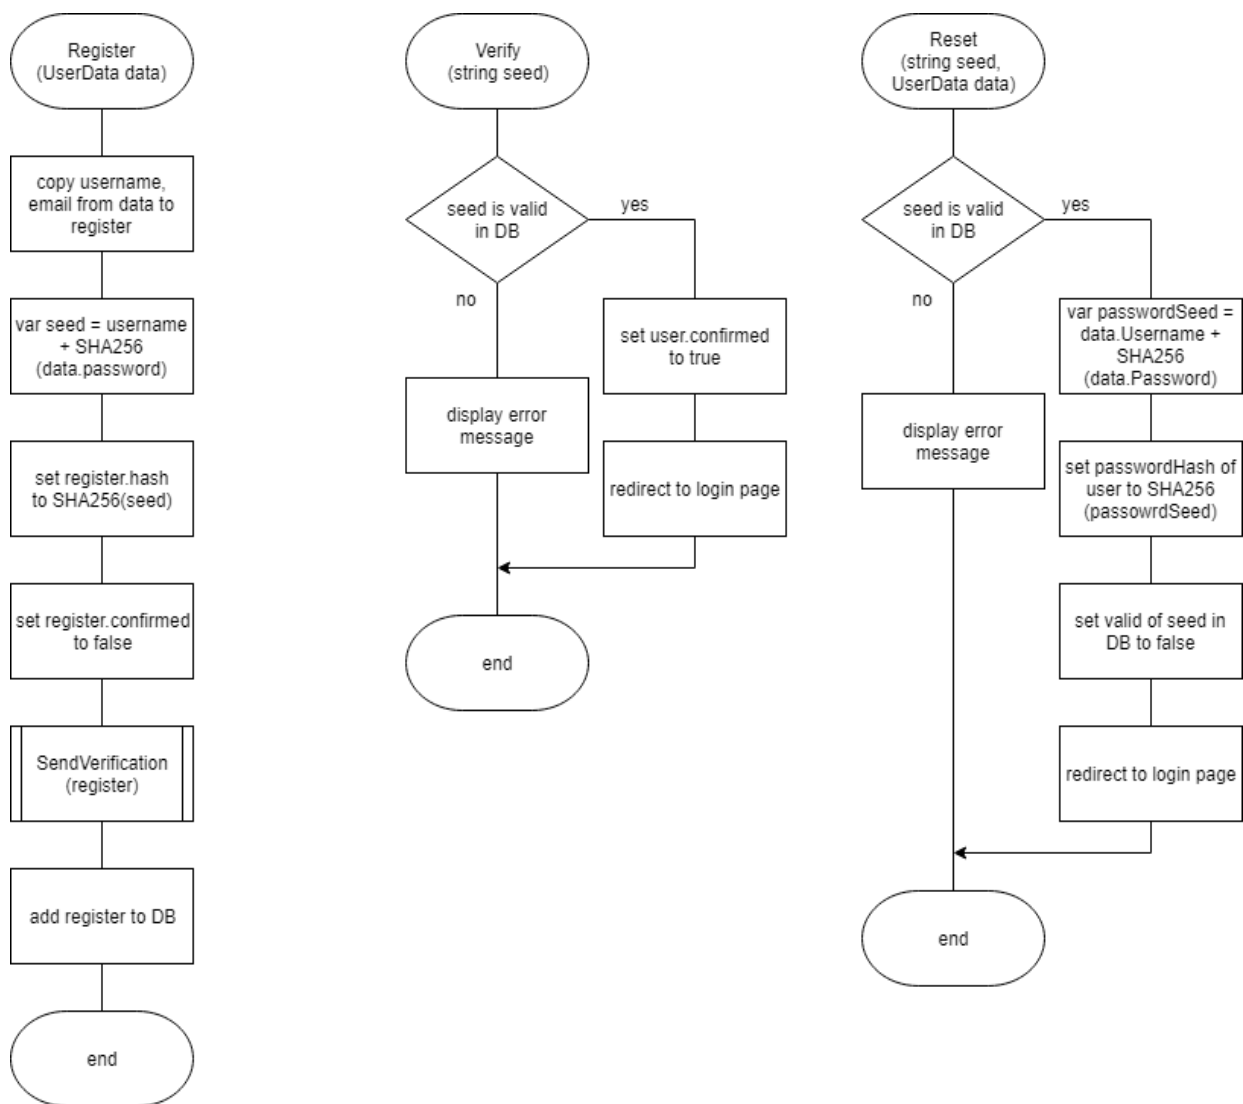 Register
(UserData data)
copy username,
email from data to
register
var seed = username
+ SHA256
(data.password)
set register.hash
to SHA256(seed)
set register.confirmed
to false
SendVerification
(register)
add register to DB
end
Verify
(string seed)
seed is valid
in DB
yes
no
set user.confirmed
to true
display error
message
redirect to login page
end
Reset
(string seed,
UserData data)
seed is valid
in DB
yes
no
var passwordSeed =
data.Username +
SHA256
(data.Password)
display error
message
set passwordHash of
user to SHA256
(passowrdSeed)
set valid of seed in
DB to false
redirect to login page
end